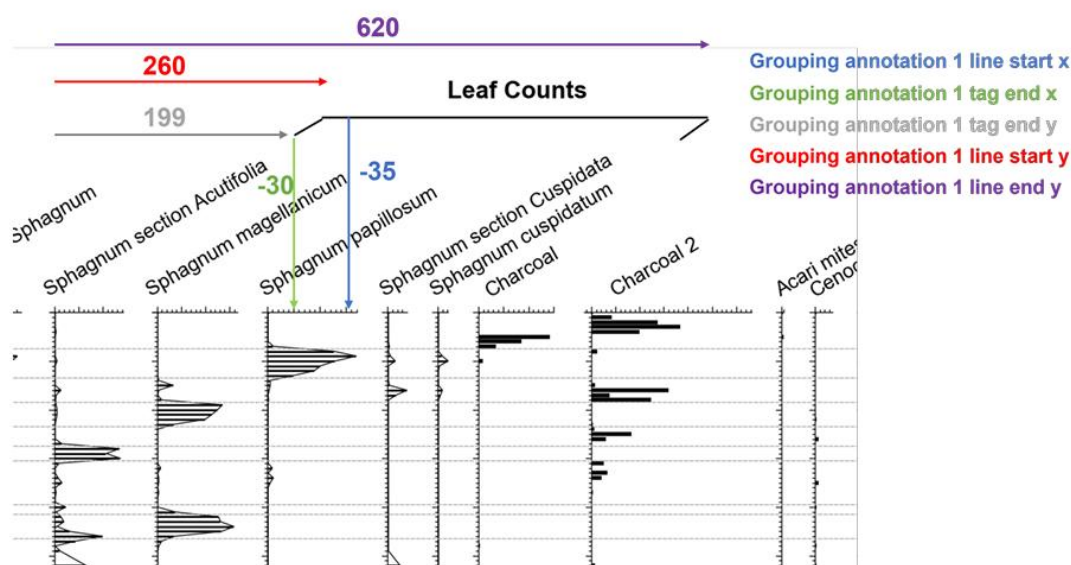 620
260
199
Leaf Counts
Grouping annotation 1 line start x
Grouping annotation 1 tag end x
Grouping annotation 1 tag end y
Grouping annotation 1 line start y
Grouping annotation 1 line end y
-30
-35
Sphagnum
Sphagnum section Acutifolia
Sphagnum magellanicum
Sphagnum papillosum
Sphagnum section Cuspidata
Sphagnum cuspidatum
Charcoal
Charcoal 2
Acari mites
Cenoc